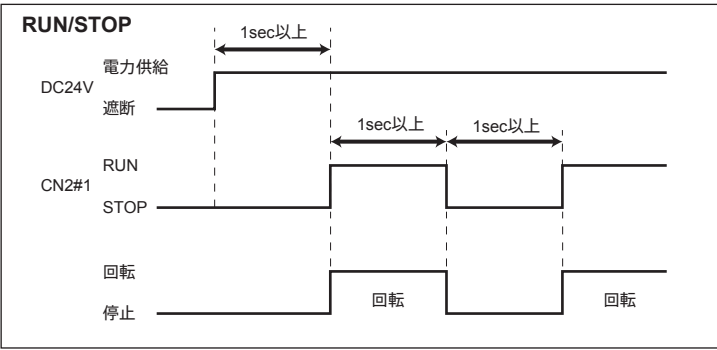 RUN/STOP
1sec以上
電力供給
DC24V
遮断
1sec以上
1sec以上
RUN
CN2#1
STOP
回転
回転
回転
停止